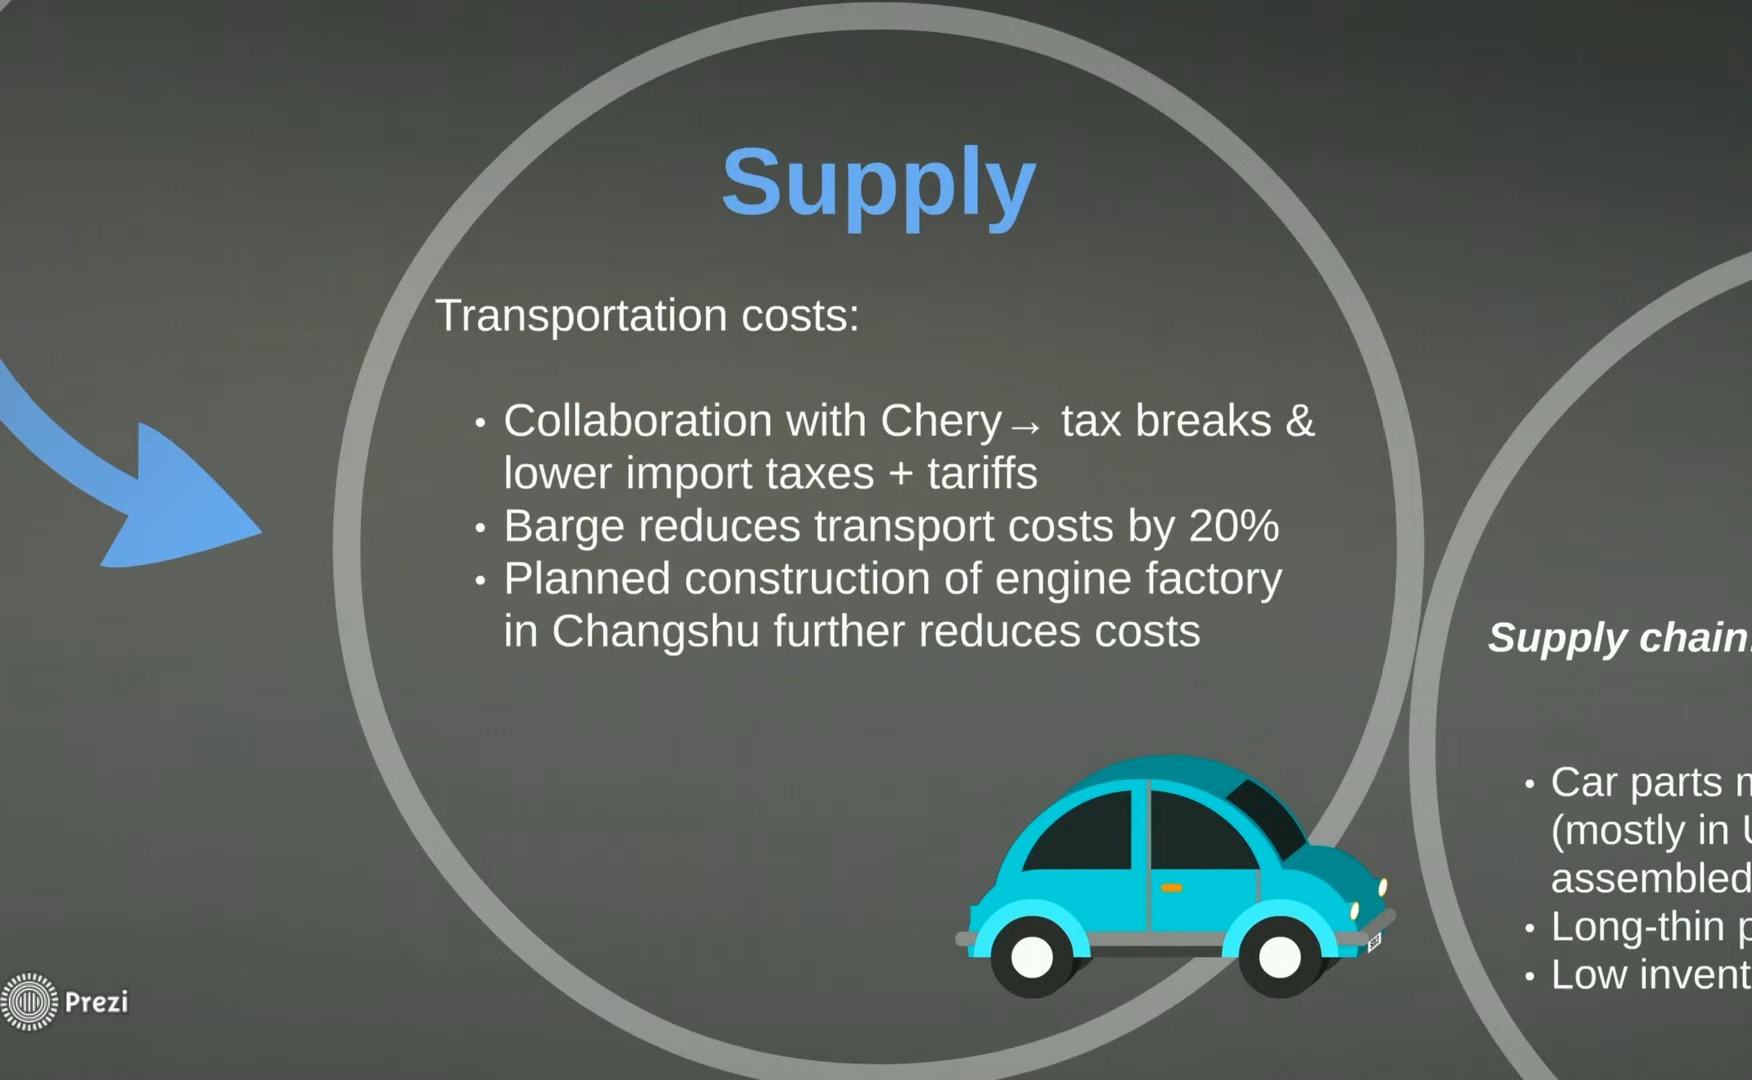 Supply
Transportation costs:
• Collaboration with Chery→ tax breaks &
lower import taxes + tariffs
• Barge reduces transport costs by 20%
• Planned construction of engine factory
in Changshu further reduces costs
Supply chain
• Car parts
(mostly in
assembled
• Long-thin
• Low
Prezi